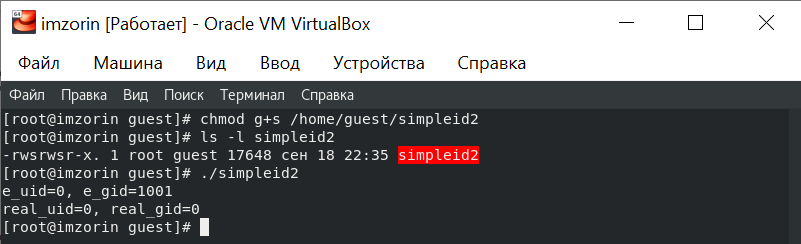 imzorin [Работает] - Oracle VM VirtualBox
Файл Машина Вид Ввод Устройства Справка
Файл Правка Вид Поиск Терминал Справка
[root@imzorin guest]# chmod g+s /home/guest/simpleid2
[root@imzorin guest]# ls -l simpleid2
-rwsrwsr-x. 1 root guest 17648 сен 18 22:35 simpleid2
[root@imzorin guest]# ./simpleid2
e_uid=0, e_gid=1001
real_uid=0, real_gid=0
[root@imzorin guest]#